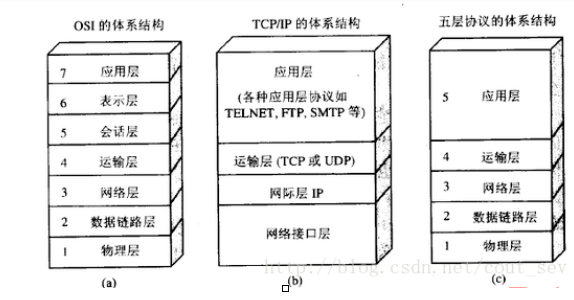 OSI 的体系结构
7 应用层
6 表示层
5 会话层
4 运输层
3 网络层
2 数据链路层
1 物理层
(a)
TCP/IP 的体系结构
应用层
(各种应用层协议如
TELNET, FTP, SMTP 等)
运输层 (TCP 或 UDP)
网际层 IP
网络接口层
(b)
五层协议的体系结构
5 应用层
4 运输层
3 网络层
2 数据链路层
1 物理层
(c)
http://blog.csdn.net/cout_sev